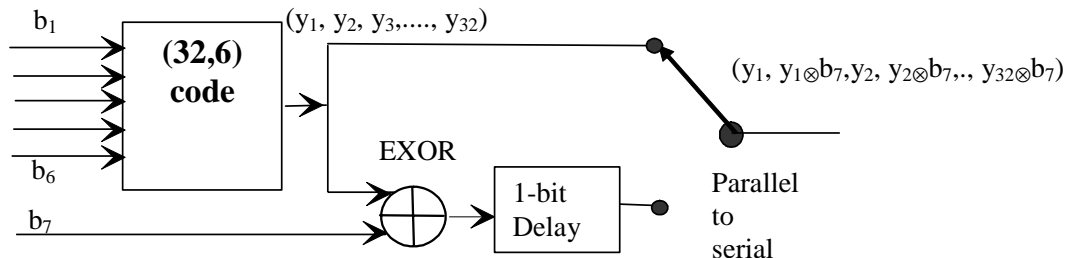 b₁
(32,6)
code
(y₁, y₂, y₃,...., y₃₂)
(y₁, y₁⊗b₇,y₂, y₂⊗b₇,., y₃₂⊗b₇)
EXOR
b₆
b₇
1-bit
Delay
Parallel
to
serial